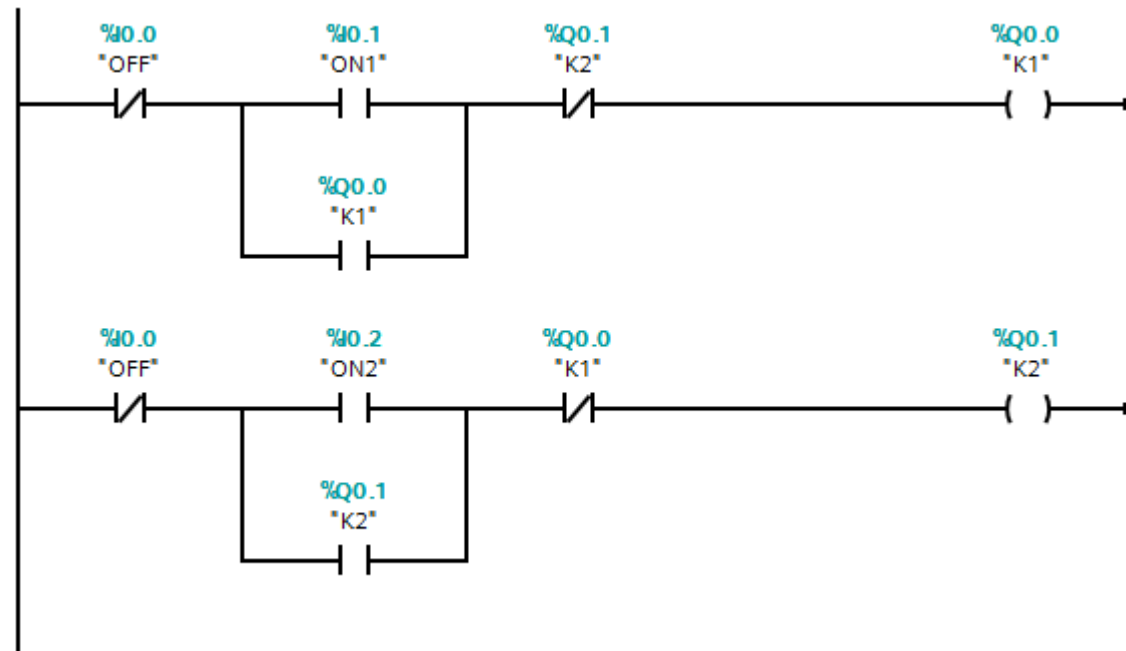 %I0.0 %I0.1 %Q0.1 %Q0.0
"OFF" "ON1" "K2" "K1"
%Q0.0
"K1"
%I0.0 %I0.2 %Q0.0 %Q0.1
"OFF" "ON2" "K1" "K2"
%Q0.1
"K2"